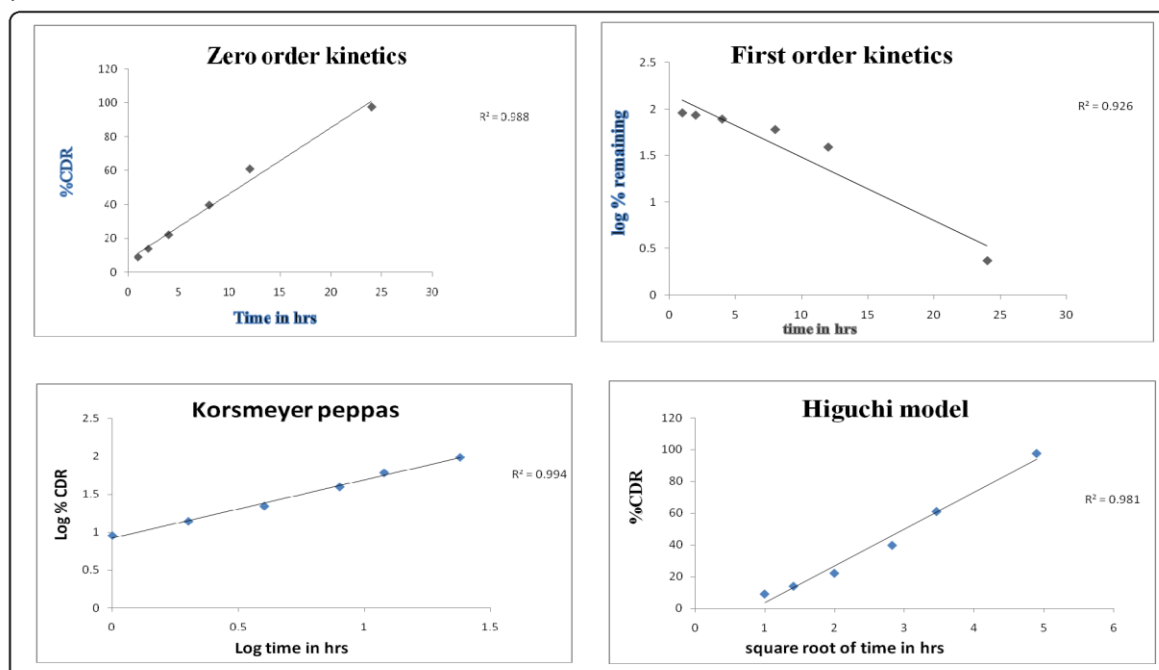 Zero order kinetics
120
100
80
60
40
20
0
%CDR
0 5 10 15 20 25 30
Time in hrs
R² = 0.988
First order kinetics
2.5
2
1.5
1
0.5
0
log % remaining
0 5 10 15 20 25 30
time in hrs
R² = 0.926
Korsmeyer peppas
2.5
2
1.5
1
0.5
0
Log % CDR
0 0.5 1 1.5
Log time in hrs
R² = 0.994
Higuchi model
120
100
80
60
40
20
0
%CDR
0 1 2 3 4 5 6
square root of time in hrs
R² = 0.981